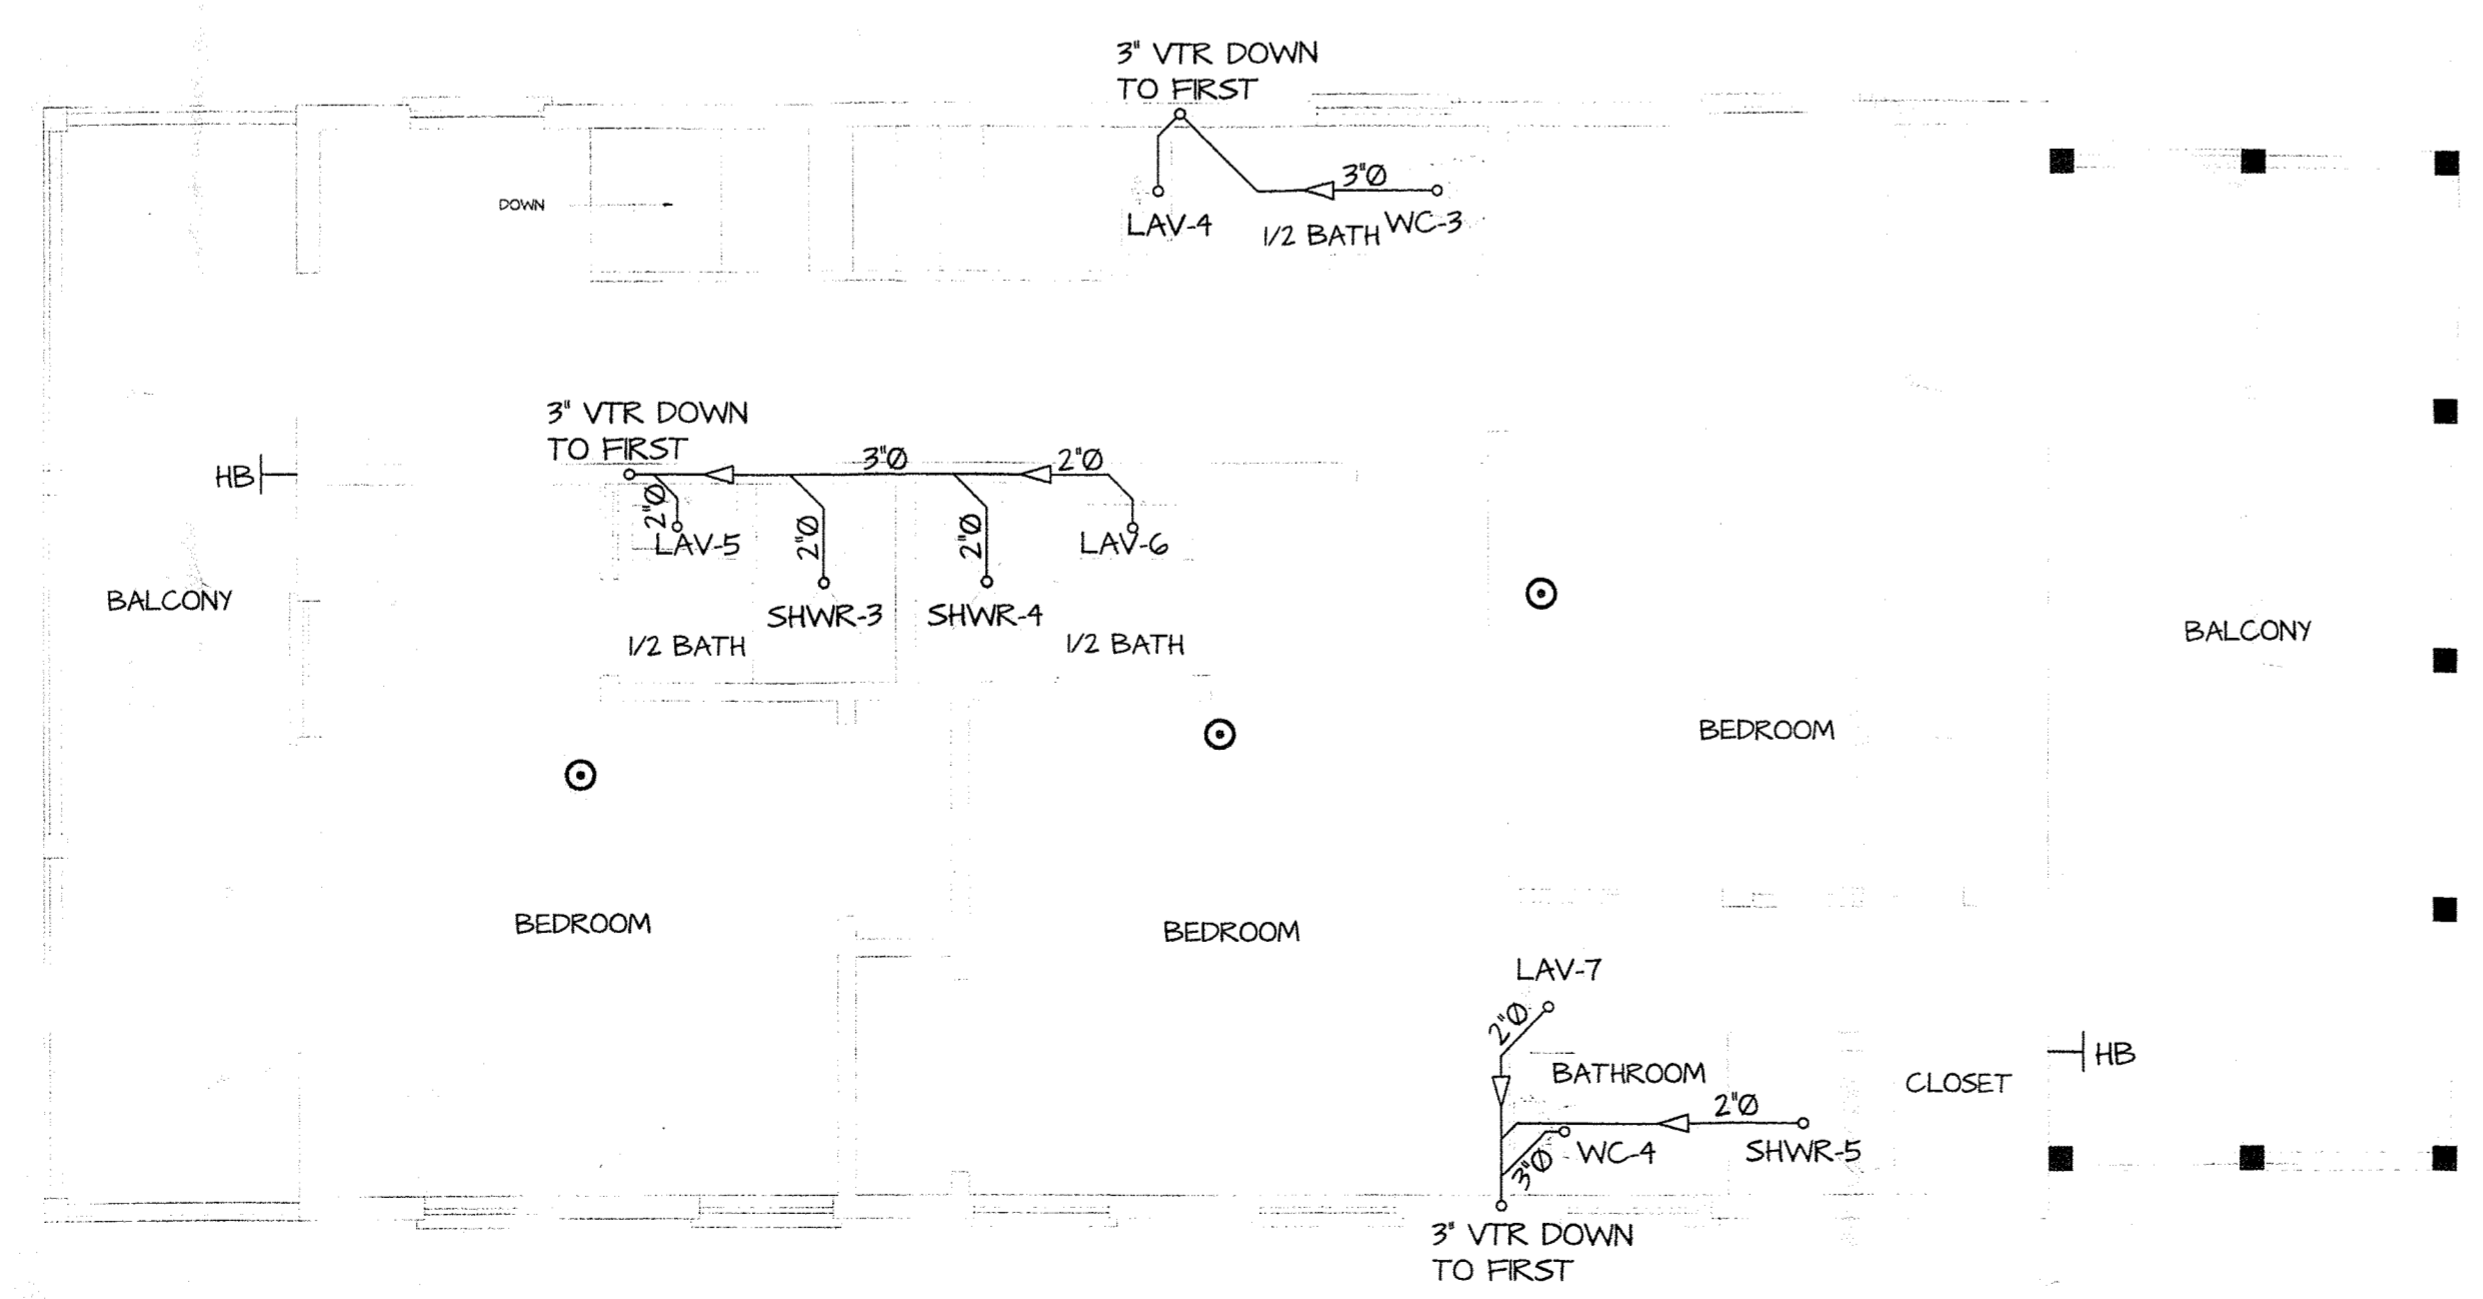 3" VTR DOWN
TO FIRST
3"Ø
DOWN
LAV-4
1/2 BATH
WC-3
3" VTR DOWN
TO FIRST
3"Ø
2"Ø
HB
2"Ø
2"Ø
2"Ø
LAV-5
LAV-6
BALCONY
SHWR-3
SHWR-4
1/2 BATH
1/2 BATH
BALCONY
BEDROOM
BEDROOM
BEDROOM
LAV-7
2"Ø
HB
BATHROOM
CLOSET
2"Ø
3"Ø
WC-4
SHWR-5
3" VTR DOWN
TO FIRST